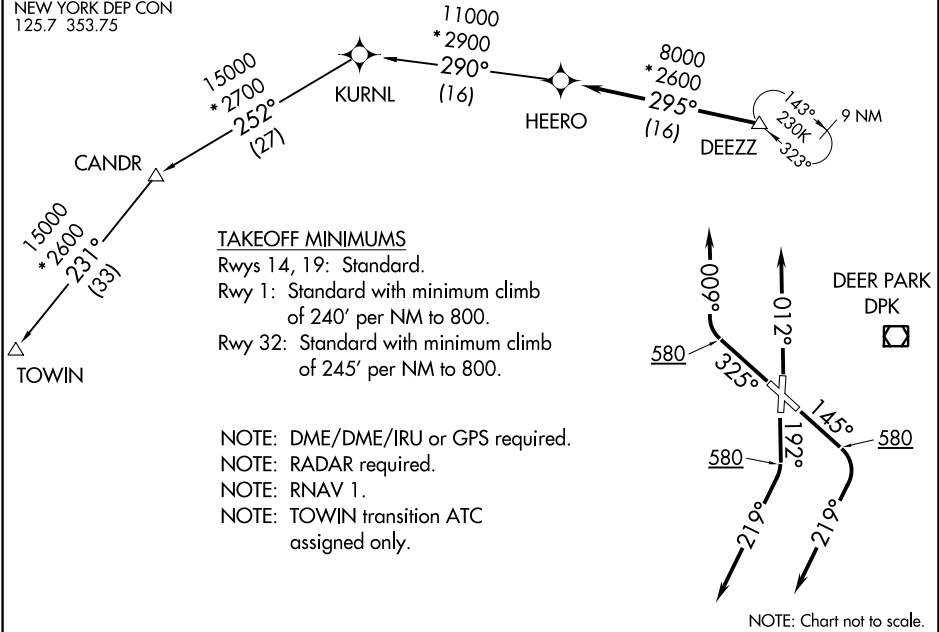 NEW YORK DEP CON
125.7 353.75
11000
*2900
290°
(16)
8000
*2600
295°
(16)
15000
*2700
252°
(27)
KURNL
HEERO
DEEZZ
143°
230K
323°
9 NM
CANDR
15000
*2600
231°
(33)
TOWIN
TAKEOFF MINIMUMS
Rwys 14, 19: Standard.
Rwy 1: Standard with minimum climb
of 240' per NM to 800.
Rwy 32: Standard with minimum climb
of 245' per NM to 800.
NOTE: DME/DME/IRU or GPS required.
NOTE: RADAR required.
NOTE: RNAV 1.
NOTE: TOWIN transition ATC
assigned only.
009°
012°
DEER PARK
DPK
580
325°
145°
580
192°
580
219°
219°
NOTE: Chart not to scale.